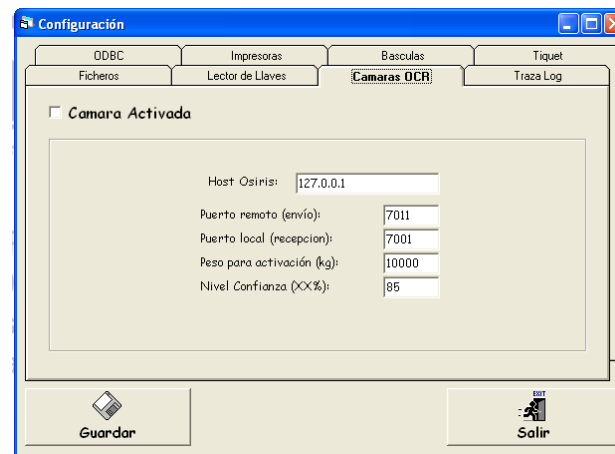 Configuración
ODBC Impresoras Basculas Tiquet
Ficheros Lector de Llaves Camaras OCR Traza Log
Camara Activada
Host Osiris: 127.0.0.1
Puerto remoto (envío): 7011
Puerto local (recepcion): 7001
Peso para activación (kg): 10000
Nivel Confianza (XX%): 85
EXIT
Guardar Salir